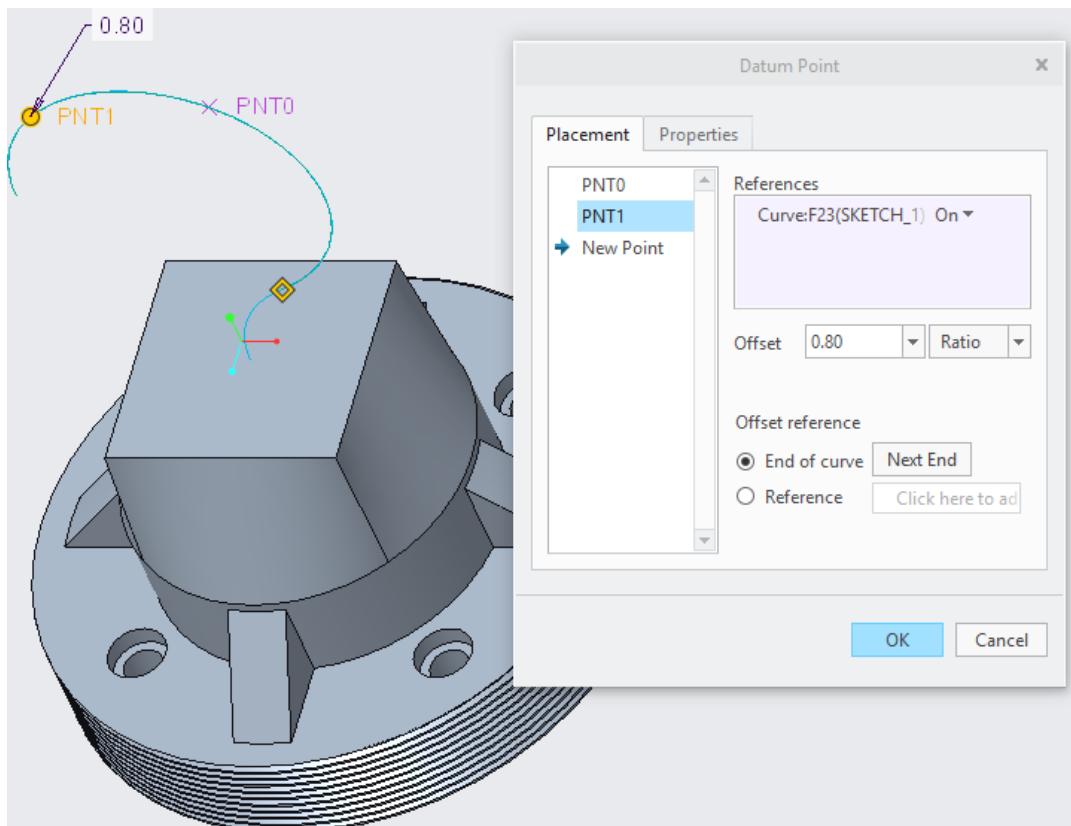 0.80
PNT1
PNT0
Datum Point
Placement
Properties
PNT0
PNT1
New Point
References
Curve:F23(SKETCH_1) On
Offset
0.80
Ratio
Offset reference
End of curve
Next End
Reference
Click here to ad
OK
Cancel